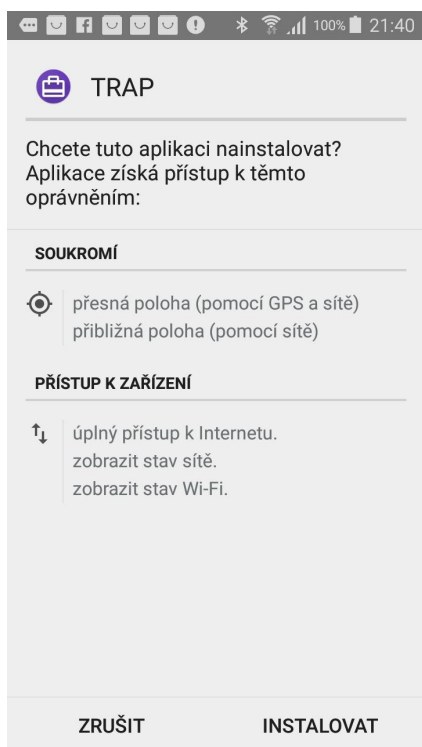 100% 21:40
TRAP
Chcete tuto aplikaci nainstalovat?
Aplikace získá přístup k těmto
oprávněním:
SOUKROMÍ
přesná poloha (pomocí GPS a sítě)
přibližná poloha (pomocí sítě)
PŘÍSTUP K ZAŘÍZENÍ
úplný přístup k Internetu.
zobrazit stav sítě.
zobrazit stav Wi-Fi.
ZRUŠIT INSTALOVAT